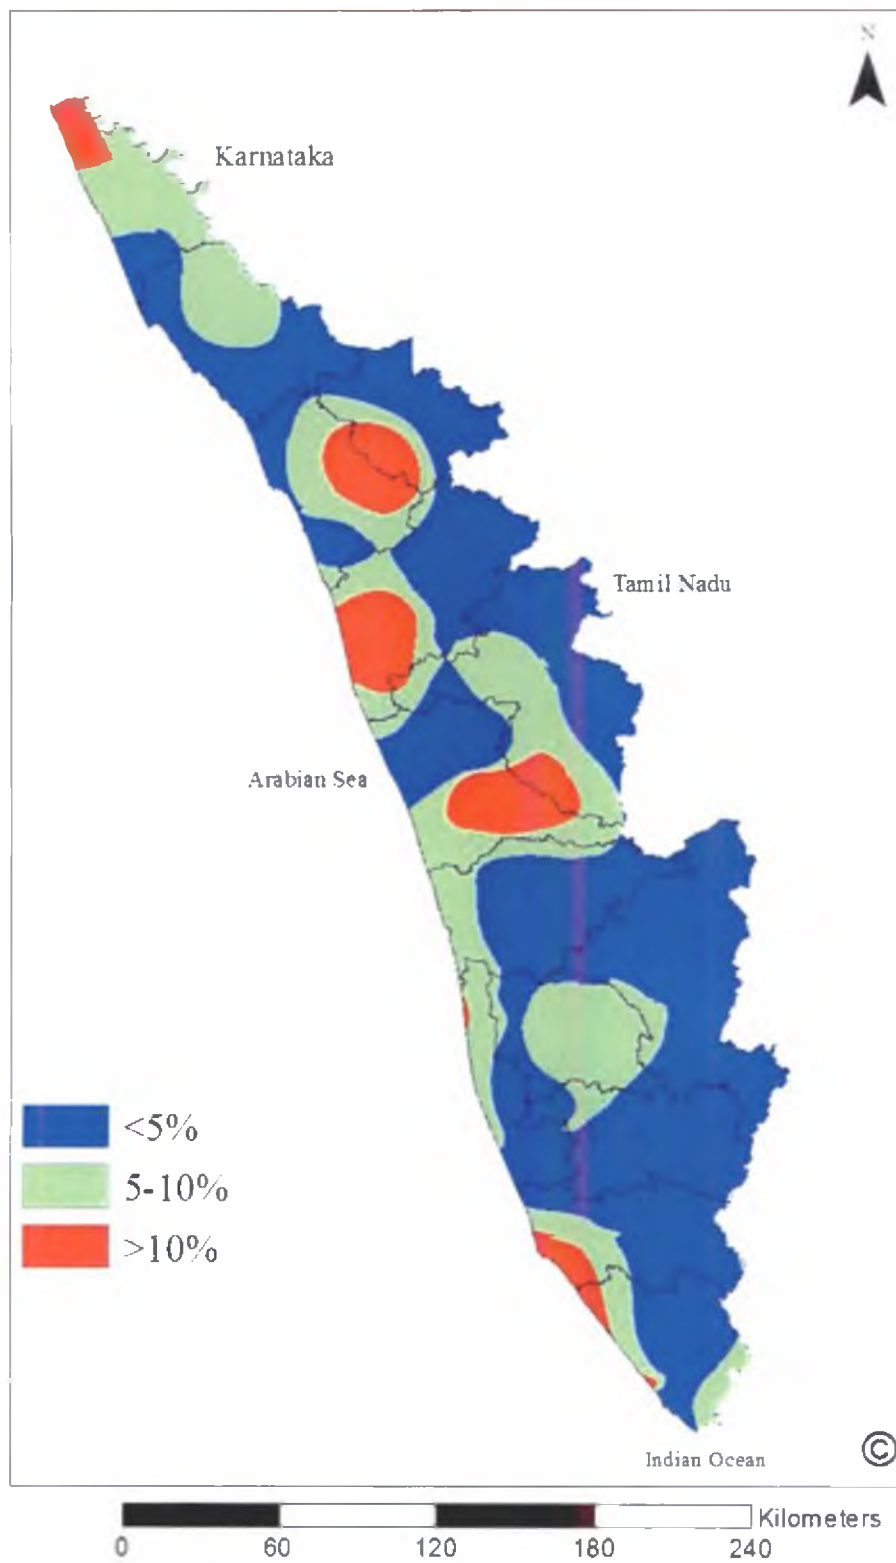 N
Karnataka
Tamil Nadu
Arabian Sea
<5%
5-10%
>10%
Indian Ocean
©
Kilometers
0 60 120 180 240